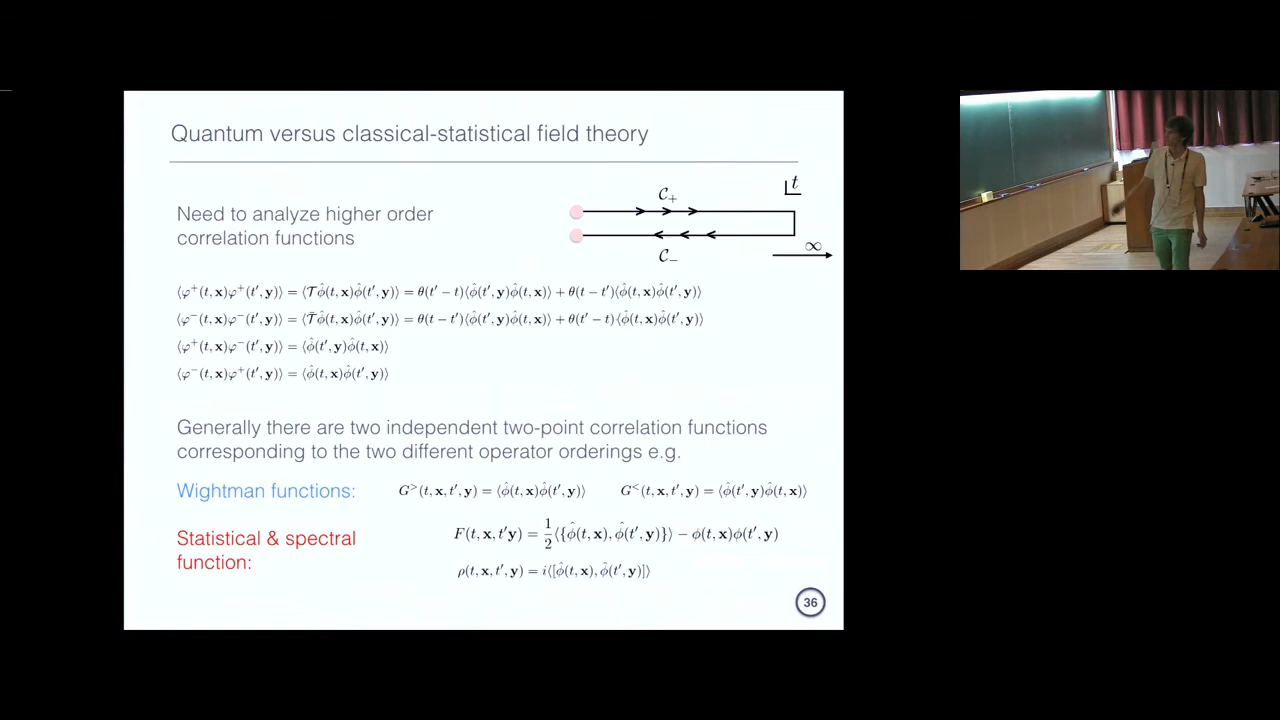 Quantum versus classical-statistical field theory
Need to analyze higher order
correlation functions
𝒞₊
t
𝒞₋
∞
⟨φ⁺(t, x)φ⁺(t′, y)⟩ = ⟨𝒯ϕ̂(t, x)ϕ̂(t′, y)⟩ = θ(t′ − t)⟨ϕ̂(t′, y)ϕ̂(t, x)⟩ + θ(t − t′)⟨ϕ̂(t, x)ϕ̂(t′, y)⟩
⟨φ⁻(t, x)φ⁻(t′, y)⟩ = ⟨𝒯̄ϕ̂(t, x)ϕ̂(t′, y)⟩ = θ(t − t′)⟨ϕ̂(t′, y)ϕ̂(t, x)⟩ + θ(t′ − t)⟨ϕ̂(t, x)ϕ̂(t′, y)⟩
⟨φ⁺(t, x)φ⁻(t′, y)⟩ = ⟨ϕ̂(t′, y)ϕ̂(t, x)⟩
⟨φ⁻(t, x)φ⁺(t′, y)⟩ = ⟨ϕ̂(t, x)ϕ̂(t′, y)⟩
Generally there are two independent two-point correlation functions
corresponding to the two different operator orderings e.g.
Wightman functions: G^>(t, x, t′, y) = ⟨ϕ̂(t, x)ϕ̂(t′, y)⟩ G^<(t, x, t′, y) = ⟨ϕ̂(t′, y)ϕ̂(t, x)⟩
Statistical & spectral
function:
F(t, x, t′y) = 1/2⟨{ϕ̂(t, x), ϕ̂(t′, y)}⟩ − ϕ(t, x)ϕ(t′, y)
ρ(t, x, t′, y) = i⟨[ϕ̂(t, x), ϕ̂(t′, y)]⟩
36